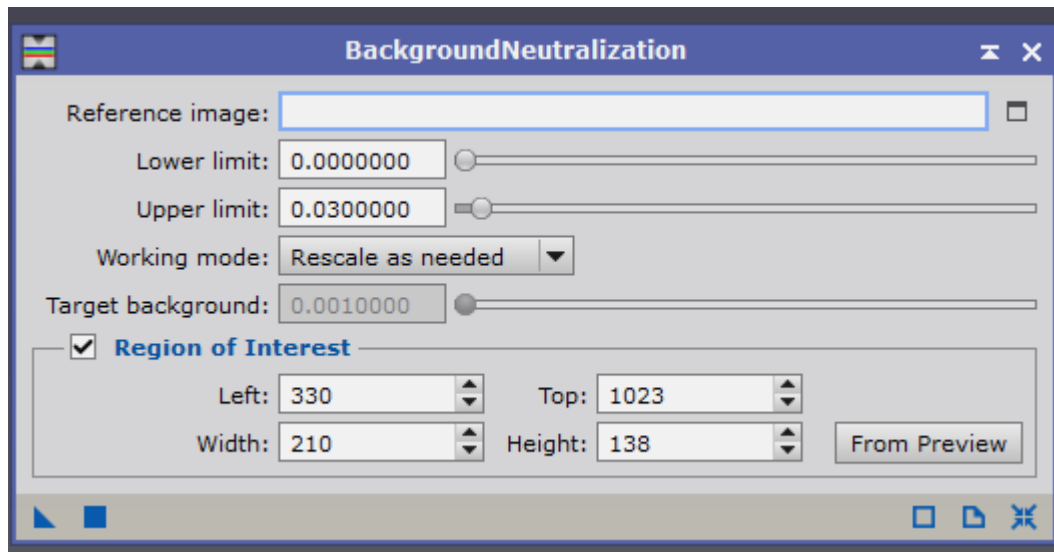 BackgroundNeutralization
Reference image:
Lower limit: 0.0000000
Upper limit: 0.0300000
Working mode: Rescale as needed
Target background: 0.0010000
Region of Interest
Left: 330 Top: 1023
Width: 210 Height: 138 From Preview